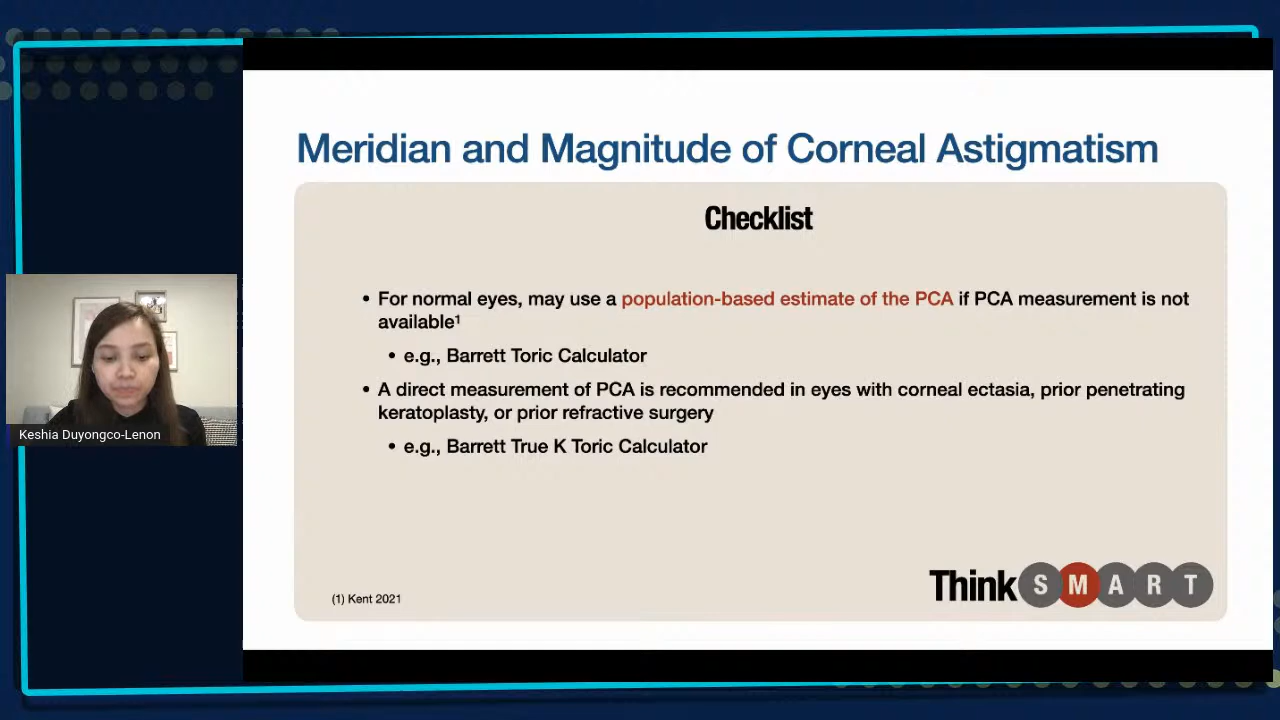 Meridian and Magnitude of Corneal Astigmatism
Checklist
• For normal eyes, may use a population-based estimate of the PCA if PCA measurement is not
available¹
• e.g., Barrett Toric Calculator
• A direct measurement of PCA is recommended in eyes with corneal ectasia, prior penetrating
keratoplasty, or prior refractive surgery
• e.g., Barrett True K Toric Calculator
Keshia Duyongco-Lenon
(1) Kent 2021
Think S M A R T